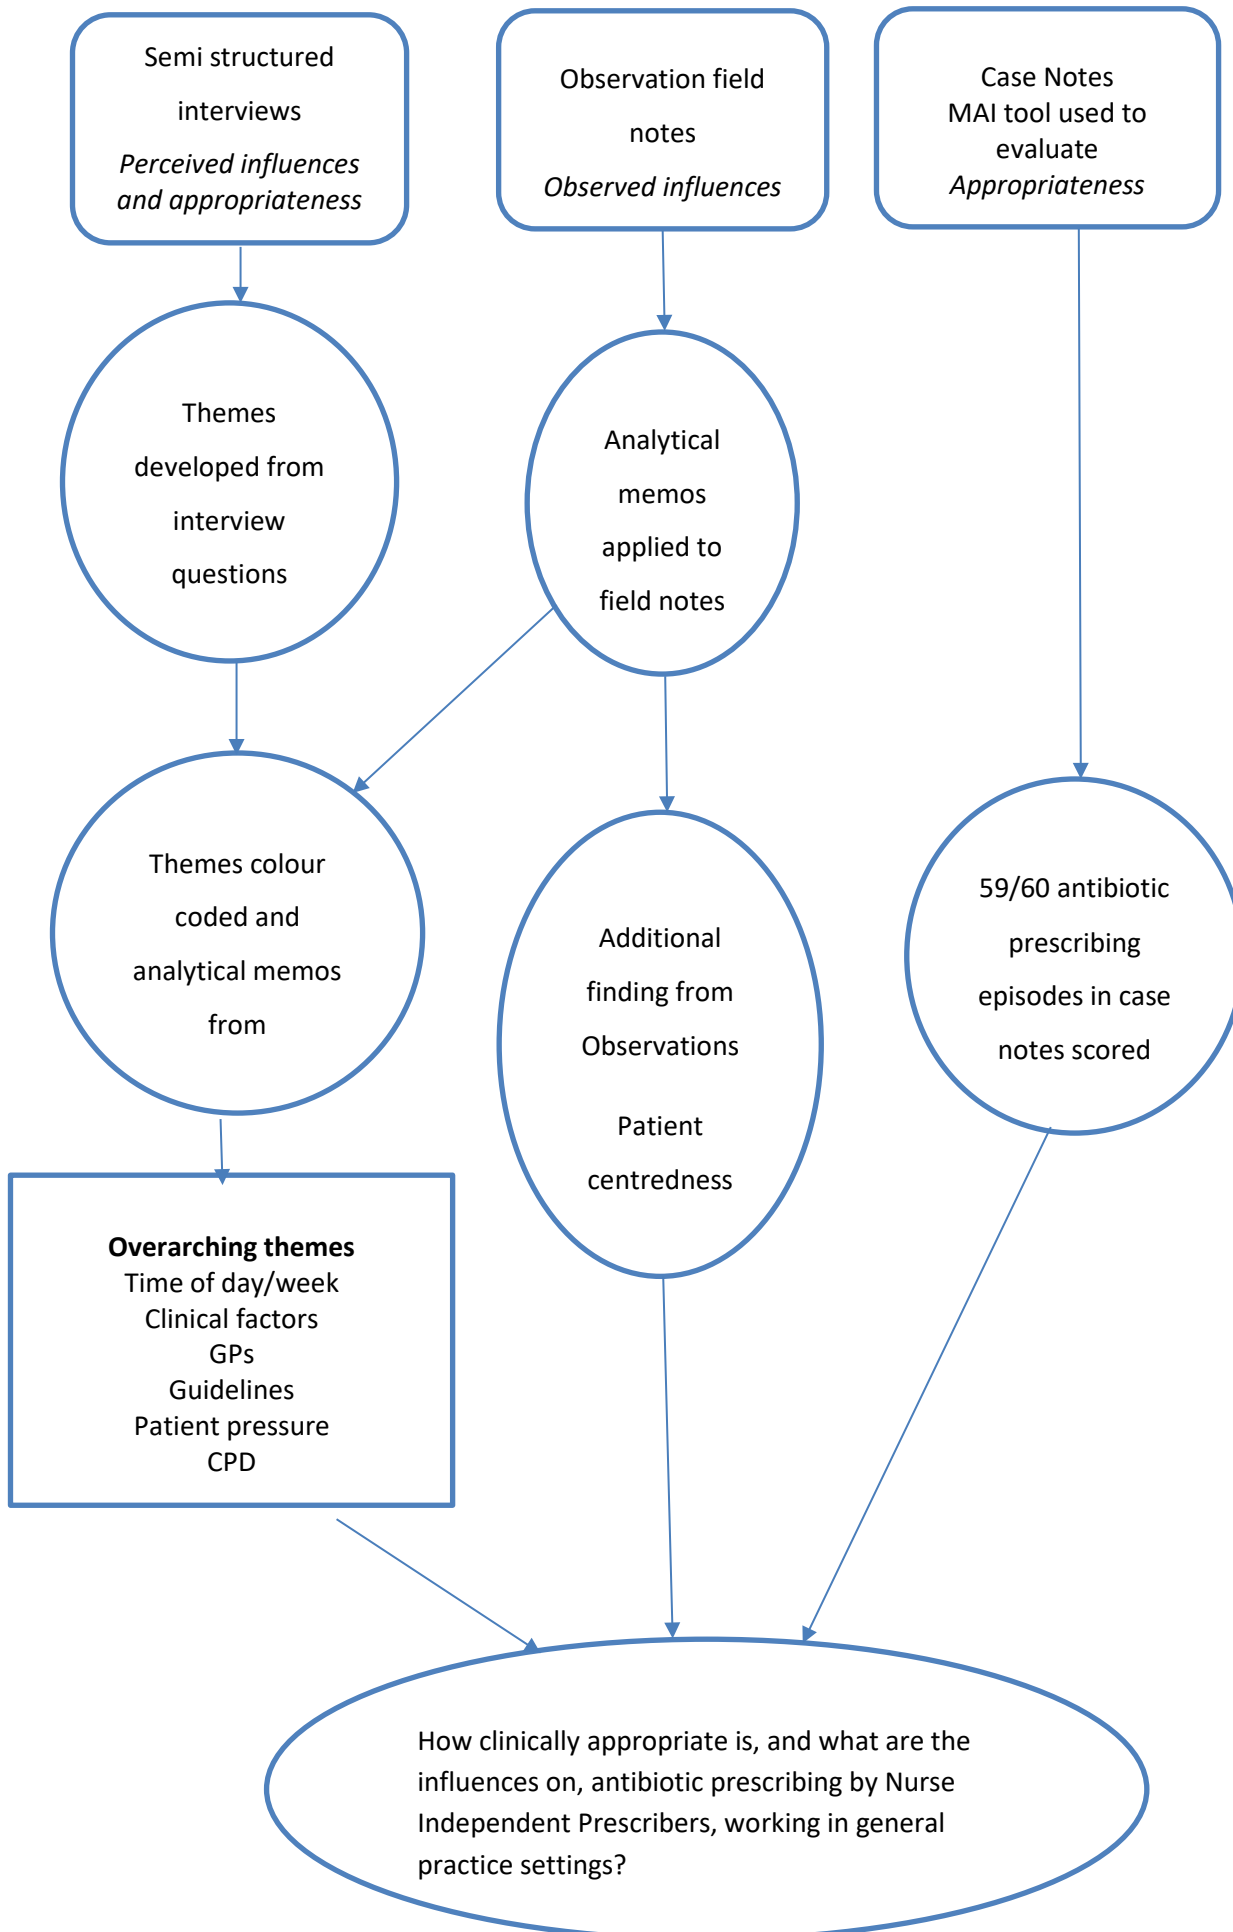 Semi structured
interviews
Perceived influences
and appropriateness
Observation field
notes
Observed influences
Case Notes
MAI tool used to
evaluate
Appropriateness
Themes
developed from
interview
questions
Analytical
memos
applied to
field notes
Themes colour
coded and
analytical memos
from
Additional
finding from
Observations
Patient
centredness
59/60 antibiotic
prescribing
episodes in case
notes scored
Overarching themes
Time of day/week
Clinical factors
GPs
Guidelines
Patient pressure
CPD
How clinically appropriate is, and what are the
influences on, antibiotic prescribing by Nurse
Independent Prescribers, working in general
practice settings?